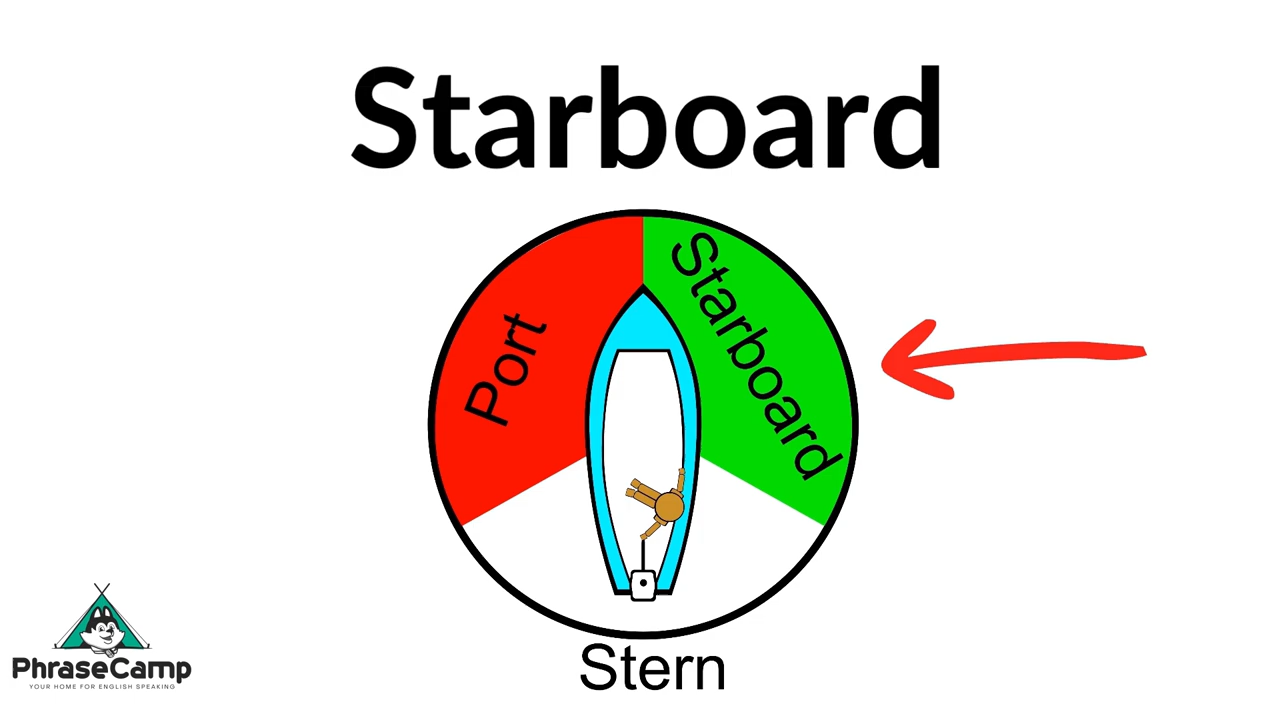 Starboard
Port
Starboard
Stern
PhraseCamp
YOUR HOME FOR ENGLISH SPEAKING